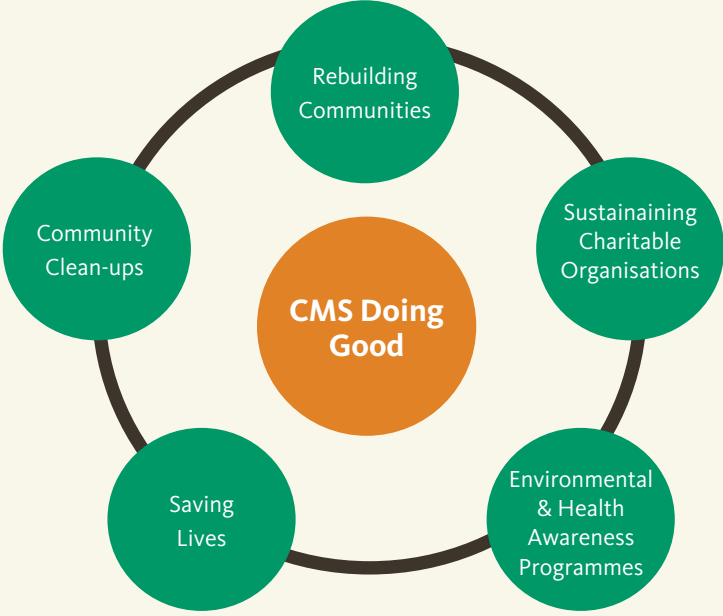 Rebuilding
Communities
Sustainaining
Charitable
Organisations
Community
Clean-ups
CMS Doing
Good
Environmental
& Health
Awareness
Programmes
Saving
Lives